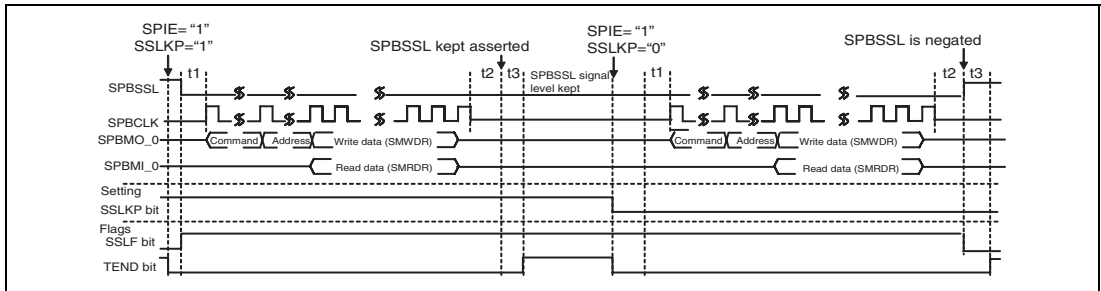 SPIE= “1”
SSLKP=“1”
SPBSSL kept asserted
SPIE= “1”
SSLKP=“0”
SPBSSL is negated
t1 t2 t3 t1 t2 t3
SPBSSL
SPBSSL signal
level kept
SPBCLK
SPBMO_0 Command Address Write data (SMWDR) Command Address Write data (SMWDR)
SPBMI_0 Read data (SMRDR) Read data (SMRDR)
Setting
SSLKP bit
Flags
SSLF bit
TEND bit